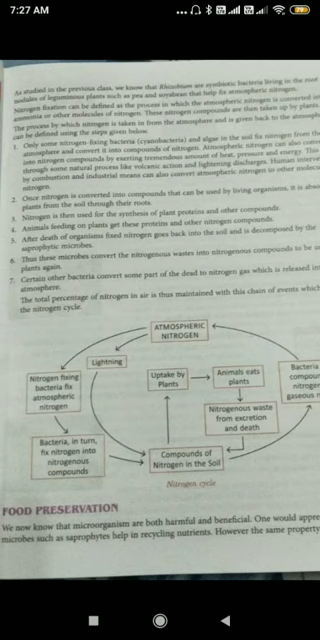 7:27 AM
79
As studied in the previous class, we know that Rhizobium are symbiotic bacteria living in the root
nodules of leguminous plants such as pea and soyabeans that help fix atmospheric nitrogen.
Nitrogen fixation can be defined as the process in which the atmospheric nitrogen is converted in
ammonia or other molecules of nitrogen. These nitrogen compounds are then taken up by plants.
The process by which nitrogen is taken in from the atmosphere and is given back to the atmosph
can be defined using the steps given below.
1. Only some nitrogen-fixing bacteria (cyanobacteria) and algae in the soil fix nitrogen from the
atmosphere and convert it into compounds of nitrogen. Atmospheric nitrogen can also conve
into nitrogen compounds by exerting tremendous amount of heat, pressure and energy. This
through some natural process like volcanic action and lightening discharges. Human interve
by combustion and industrial means can also convert atmospheric nitrogen to other molecu
nitrogen.
2. Once nitrogen is converted into compounds that can be used by living organisms, it is abso
plants from the soil through their roots.
3. Nitrogen is then used for the synthesis of plant proteins and other compounds.
4. Animals feeding on plants get these proteins and other nitrogen compounds.
5. After death of organisms fixed nitrogen goes back into the soil and is decomposed by the
saprophytic microbes.
6. Thus these microbes convert the nitrogenous wastes into nitrogenous compounds to be us
plants again.
7. Certain other bacteria convert some part of the dead to nitrogen gas which is released int
atmosphere.
The total percentage of nitrogen in air is thus maintained with this chain of events which
the nitrogen cycle.
ATMOSPHERIC
NITROGEN
Lightning
Nitrogen fixing
bacteria fix
atmospheric
nitrogen
Uptake by
Plants
Animals eats
plants
Bacteria
compoun
nitrogen
gaseous n
Nitrogenous waste
from excretion
and death
Bacteria, in turn,
fix nitrogen into
nitrogenous
compounds
Compounds of
Nitrogen in the Soil
Nitrogen cycle
FOOD PRESERVATION
We now know that microorganism are both harmful and beneficial. One would appre
microbes such as saprophytes help in recycling nutrients. However the same property